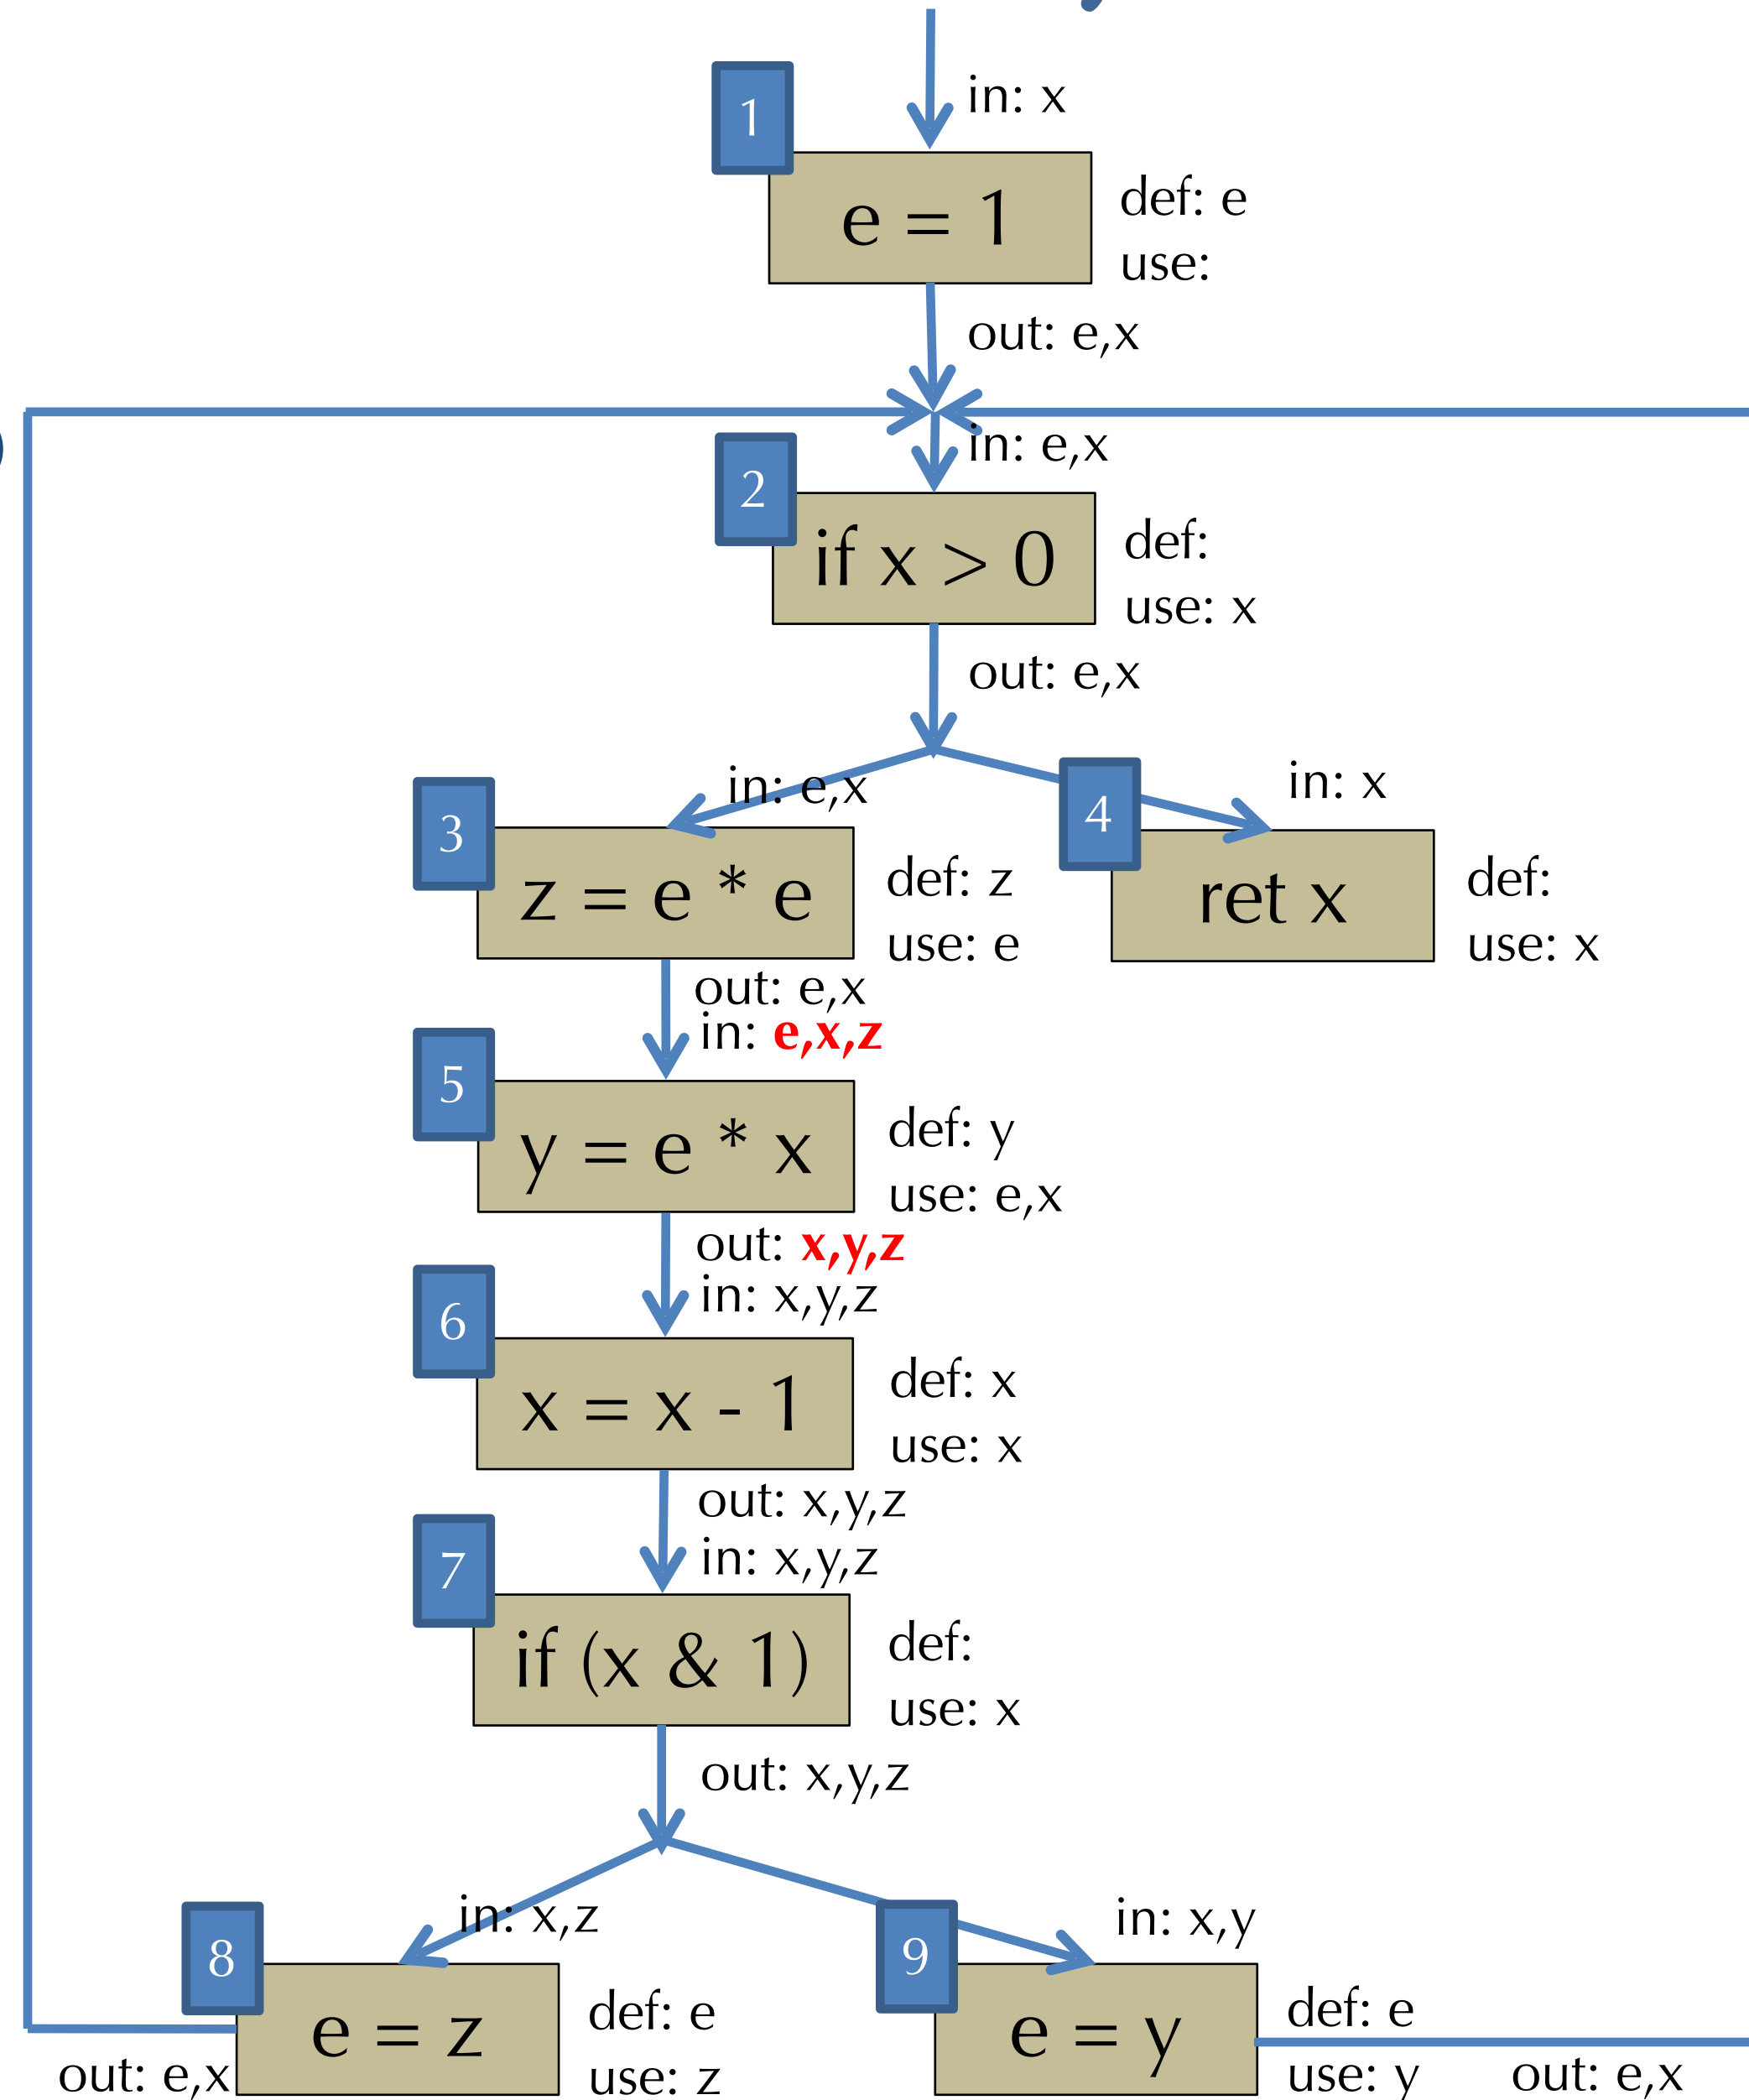 in: x
1
e = 1
def: e
use:
out: e,x
in: e,x
2
if x > 0
def:
use: x
out: e,x
in: e,x
3
z = e * e
def: z
use: e
in: x
4
ret x
def:
use: x
out: e,x
in: e,x,z
5
y = e * x
def: y
use: e,x
out: x,y,z
in: x,y,z
6
x = x - 1
def: x
use: x
out: x,y,z
in: x,y,z
7
if (x & 1)
def:
use: x
out: x,y,z
in: x,z
8
e = z
def: e
use: z
out: e,x
in: x,y
9
e = y
def: e
use: y
out: e,x